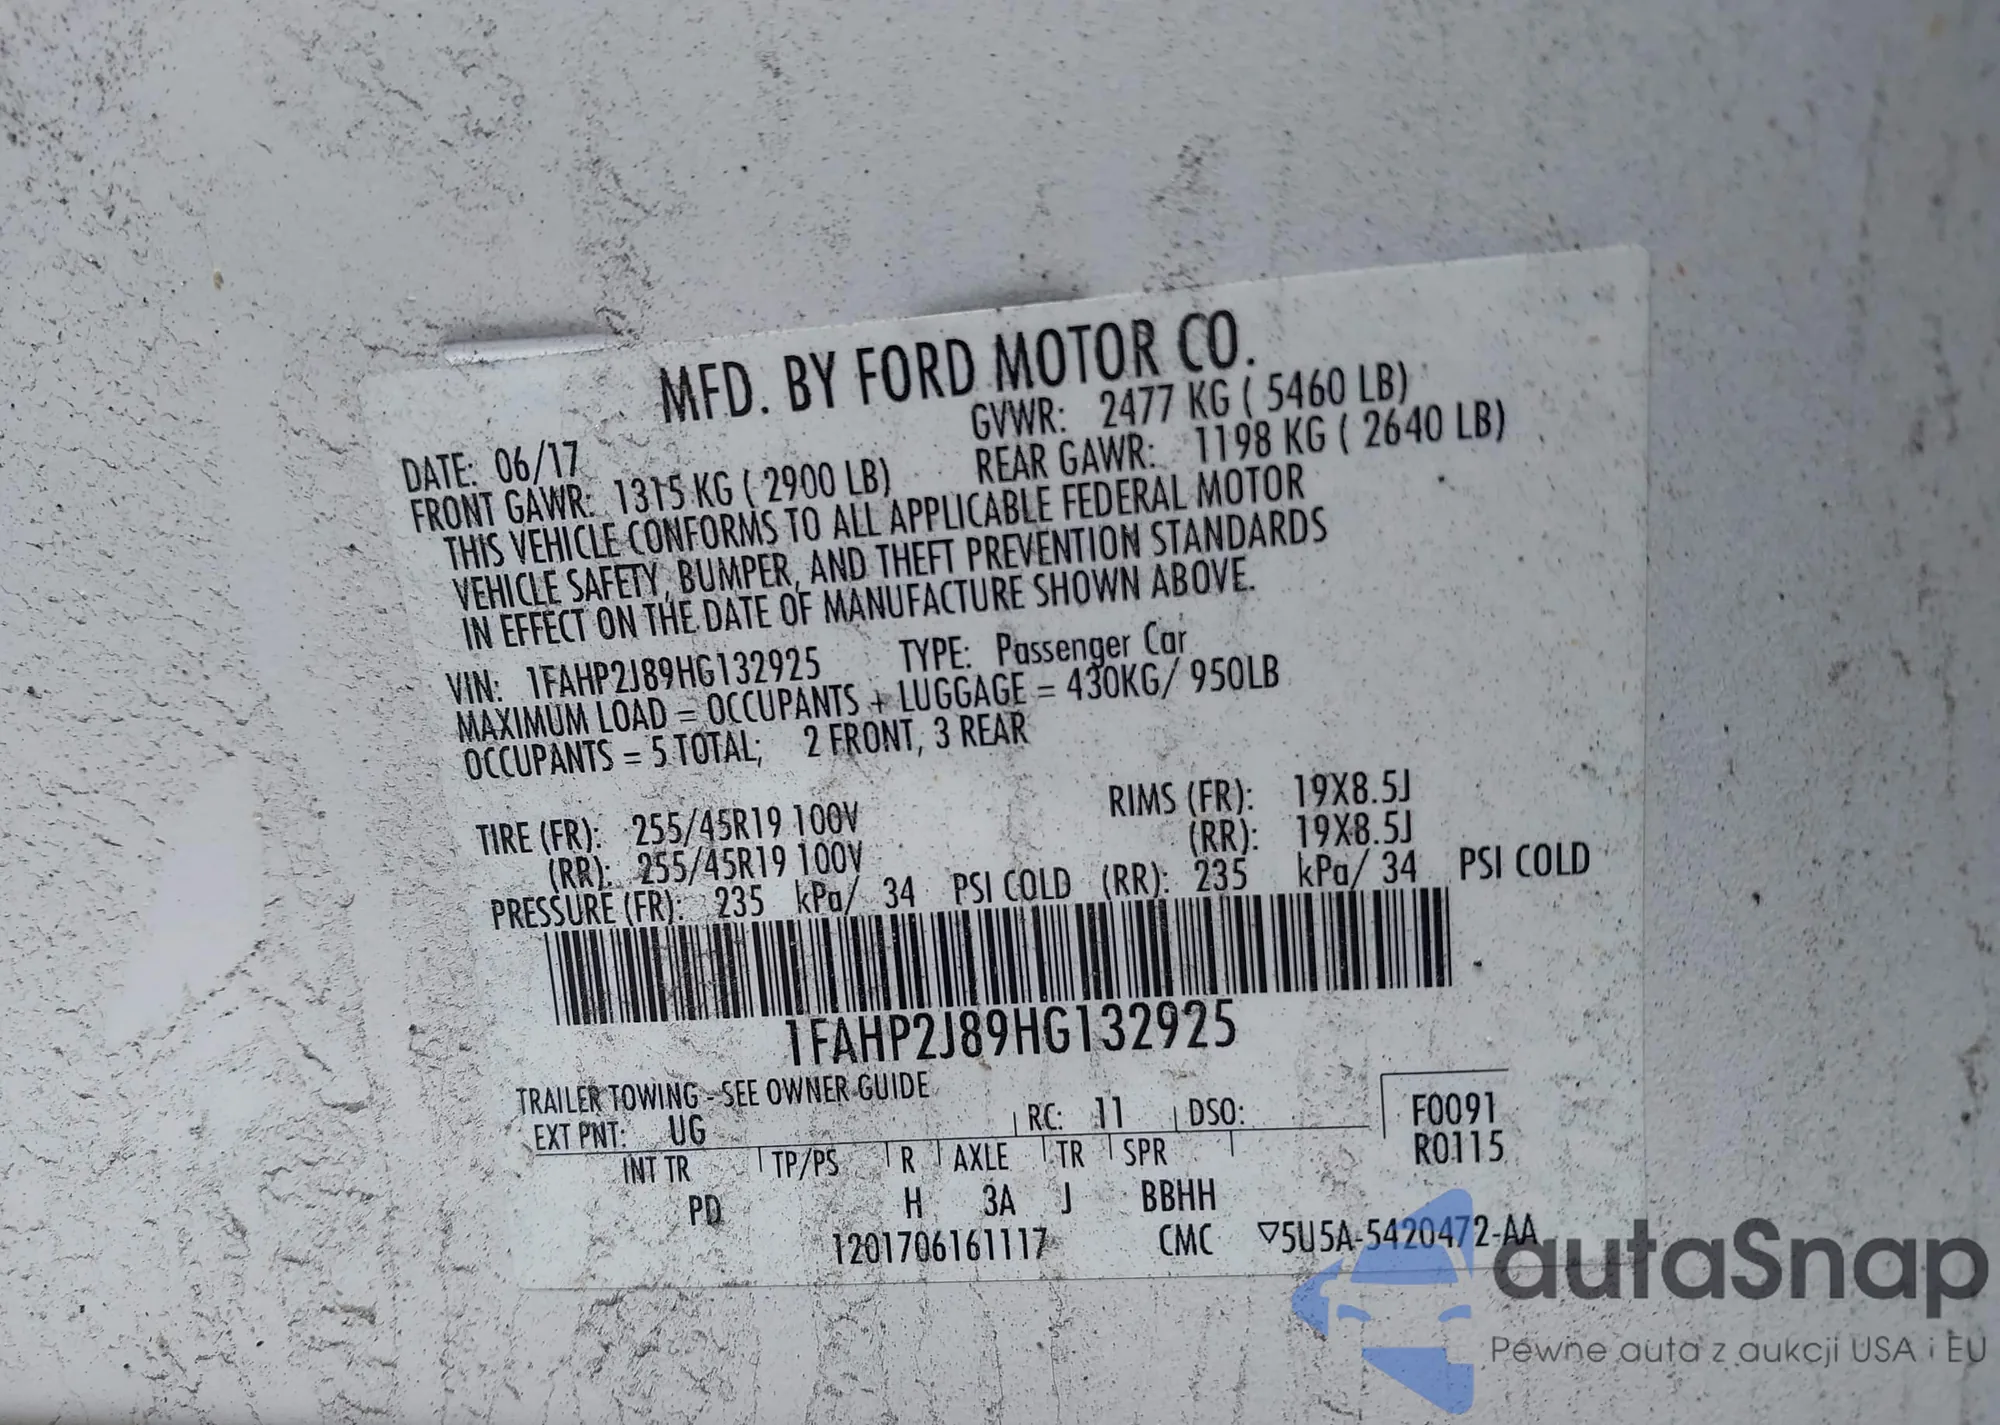 MFD. BY FORD MOTOR CO.
DATE: 06/17 GVWR: 2477 KG ( 5460 LB)
FRONT GAWR: 1315 KG ( 2900 LB) REAR GAWR: 1198 KG ( 2640 LB)
THIS VEHICLE CONFORMS TO ALL APPLICABLE FEDERAL MOTOR
VEHICLE SAFETY, BUMPER, AND THEFT PREVENTION STANDARDS
IN EFFECT ON THE DATE OF MANUFACTURE SHOWN ABOVE.
VIN: 1FAHP2J89HG132925 TYPE: Passenger Car
MAXIMUM LOAD = OCCUPANTS + LUGGAGE = 430KG/ 950LB
OCCUPANTS = 5 TOTAL; 2 FRONT, 3 REAR
TIRE (FR): 255/45R19 100V RIMS (FR): 19X8.5J
(RR): 255/45R19 100V (RR): 19X8.5J
PRESSURE (FR): 235 kPa/ 34 PSI COLD (RR): 235 kPa/ 34 PSI COLD
1FAHP2J89HG132925
TRAILER TOWING - SEE OWNER GUIDE
EXT PNT: UG RC: 11 DSO: F0091
R0115
INT TR TP/PS R AXLE TR SPR
PD H 3A J BBHH
1201706161117 CMC ▽5U5A-5420472-AA
autaSnap
Pewne auta z aukcji USA i EU